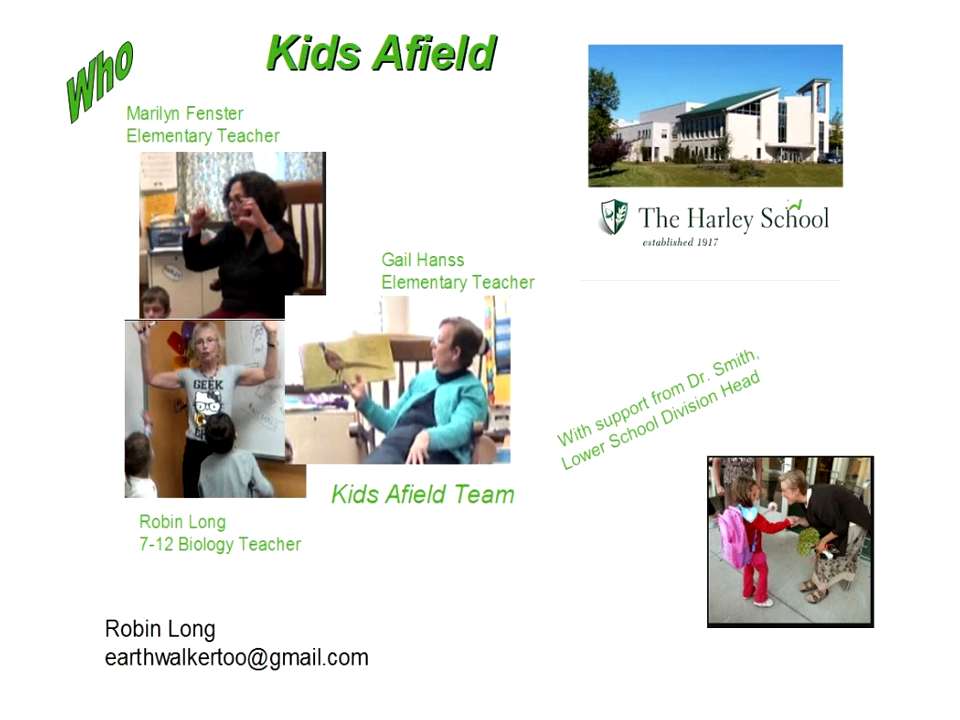 Who
Kids Afield
Marilyn Fenster
Elementary Teacher
The Harley School
established 1917
Gail Hanss
Elementary Teacher
GEEK
With support from Dr. Smith,
Lower School Division Head
Kids Afield Team
Robin Long
7-12 Biology Teacher
Robin Long
earthwalkertoo@gmail.com